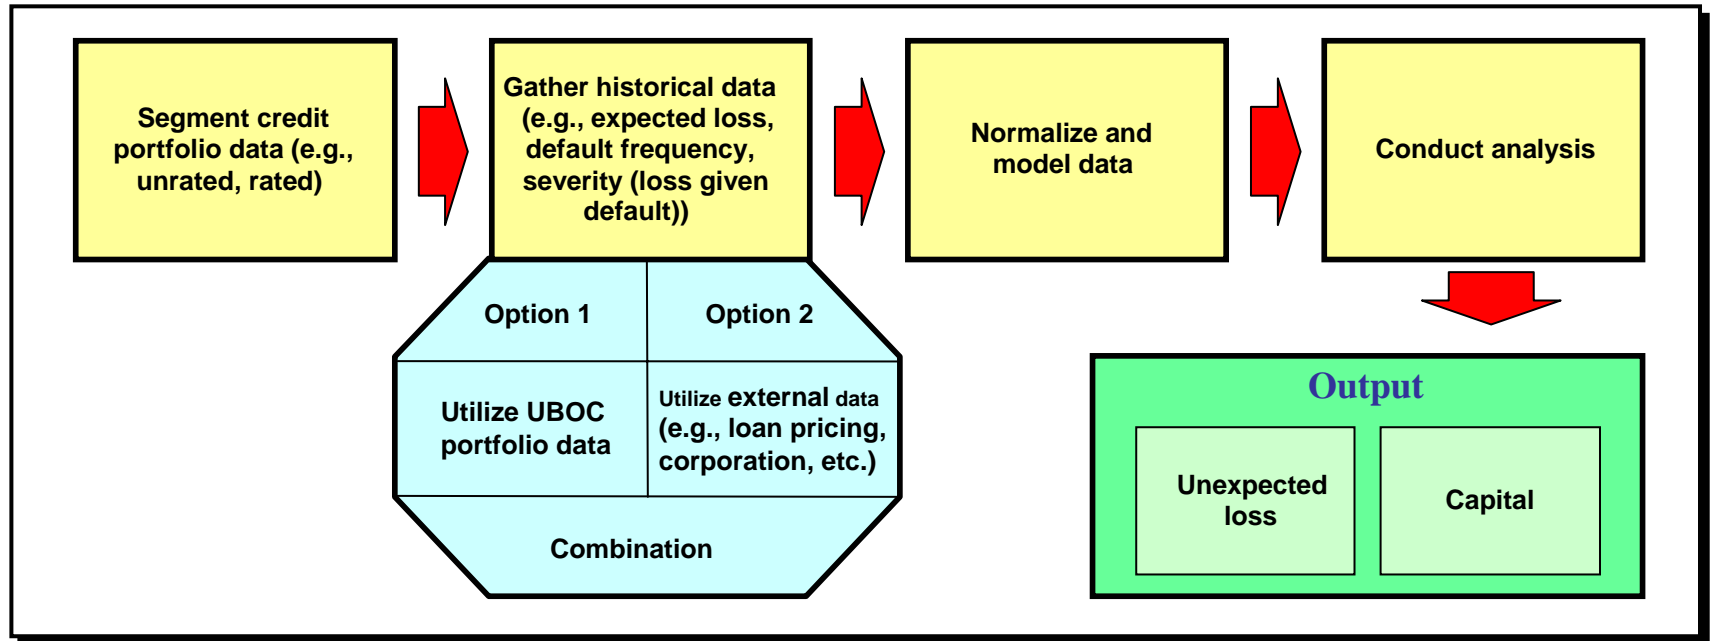 Segment credit
portfolio data (e.g.,
unrated, rated)
Gather historical data
(e.g., expected loss,
default frequency,
severity (loss given
default))
Normalize and
model data
Conduct analysis
Option 1
Option 2
Utilize UBOC
portfolio data
Utilize external data
(e.g., loan pricing,
corporation, etc.)
Combination
Output
Unexpected
loss
Capital